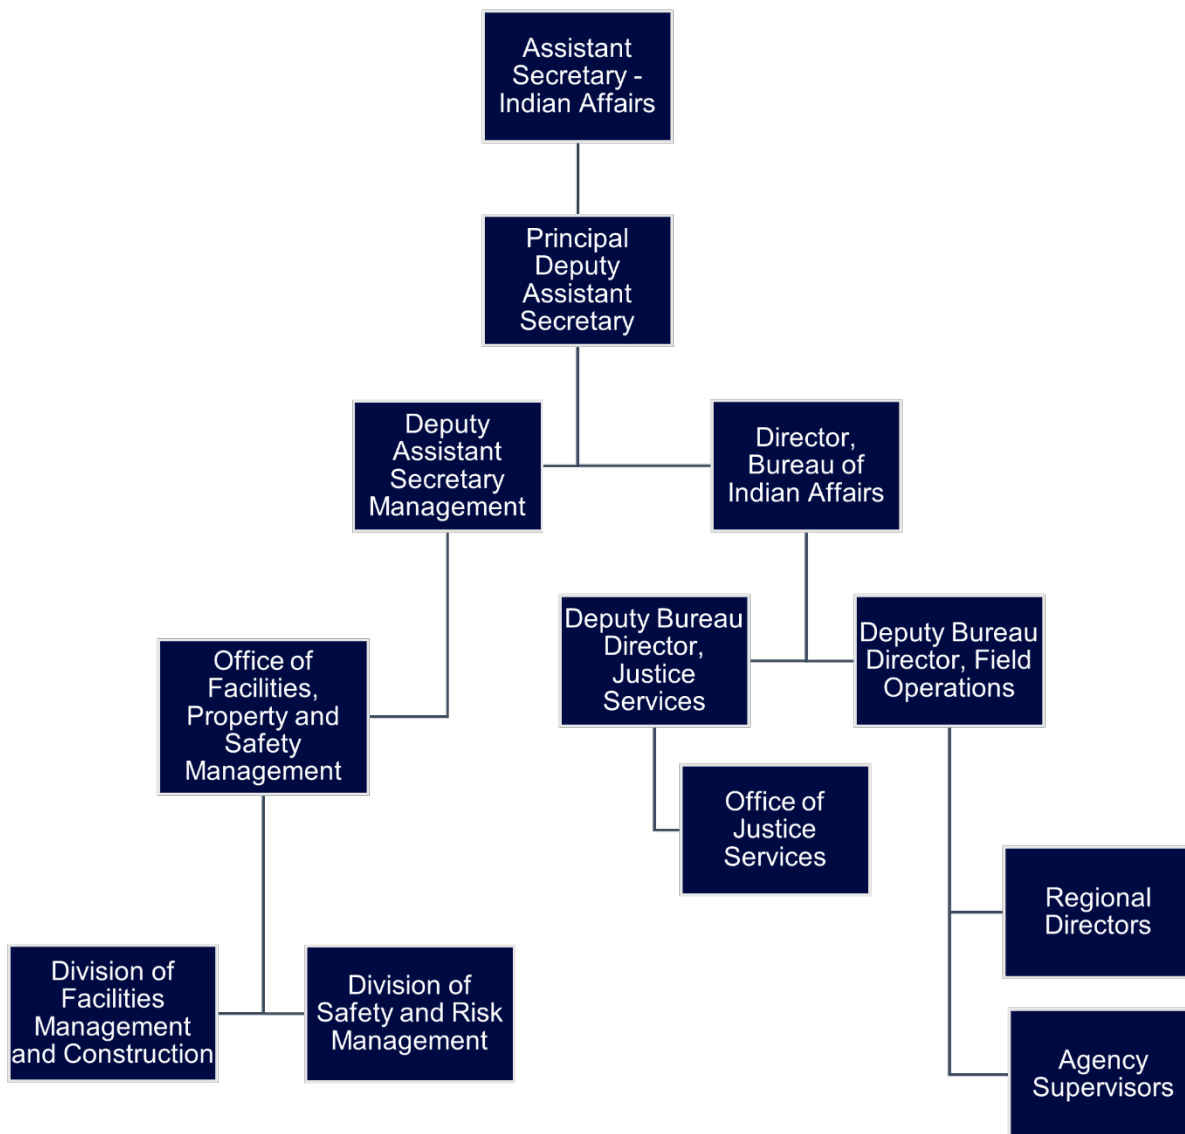 Assistant
Secretary -
Indian Affairs
Principal
Deputy
Assistant
Secretary
Deputy
Assistant
Secretary
Management
Director,
Bureau of
Indian Affairs
Office of
Facilities,
Property and
Safety
Management
Deputy Bureau
Director,
Justice
Services
Deputy Bureau
Director, Field
Operations
Office of
Justice
Services
Division of
Facilities
Management
and Construction
Division of
Safety and Risk
Management
Regional
Directors
Agency
Supervisors